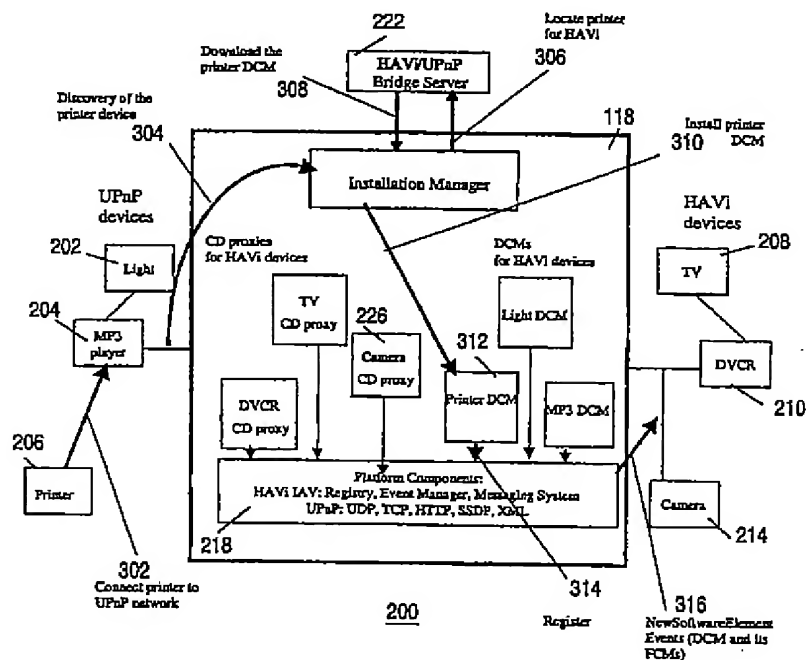 222
Download the
printer DCM
308
HAVi/UPnP
Bridge Server
Locate printer
for HAVi
306
Discovery of the
printer device
304
118
Install printer
DCM
310
Installation Manager
UPnP
devices
HAVi
devices
202
Light
CD proxies
for HAVi devices
DCMs
for HAVi devices
208
TV
204
MP3
player
TV
CD proxy
226
Camera
CD proxy
Light DCM
312
Printer DCM
DVCR
210
DVCR
CD proxy
MP3 DCM
206
Printer
Platform Components:
HAVi IAV: Registry, Event Manager, Messaging System
UPnP: UDP, TCP, HTTP, SSDP, XML
218
Camera
214
302
Connect printer to
UPnP network
314
Register
200
316
NewSoftwareElement
Events (DCM and its
FCMs)